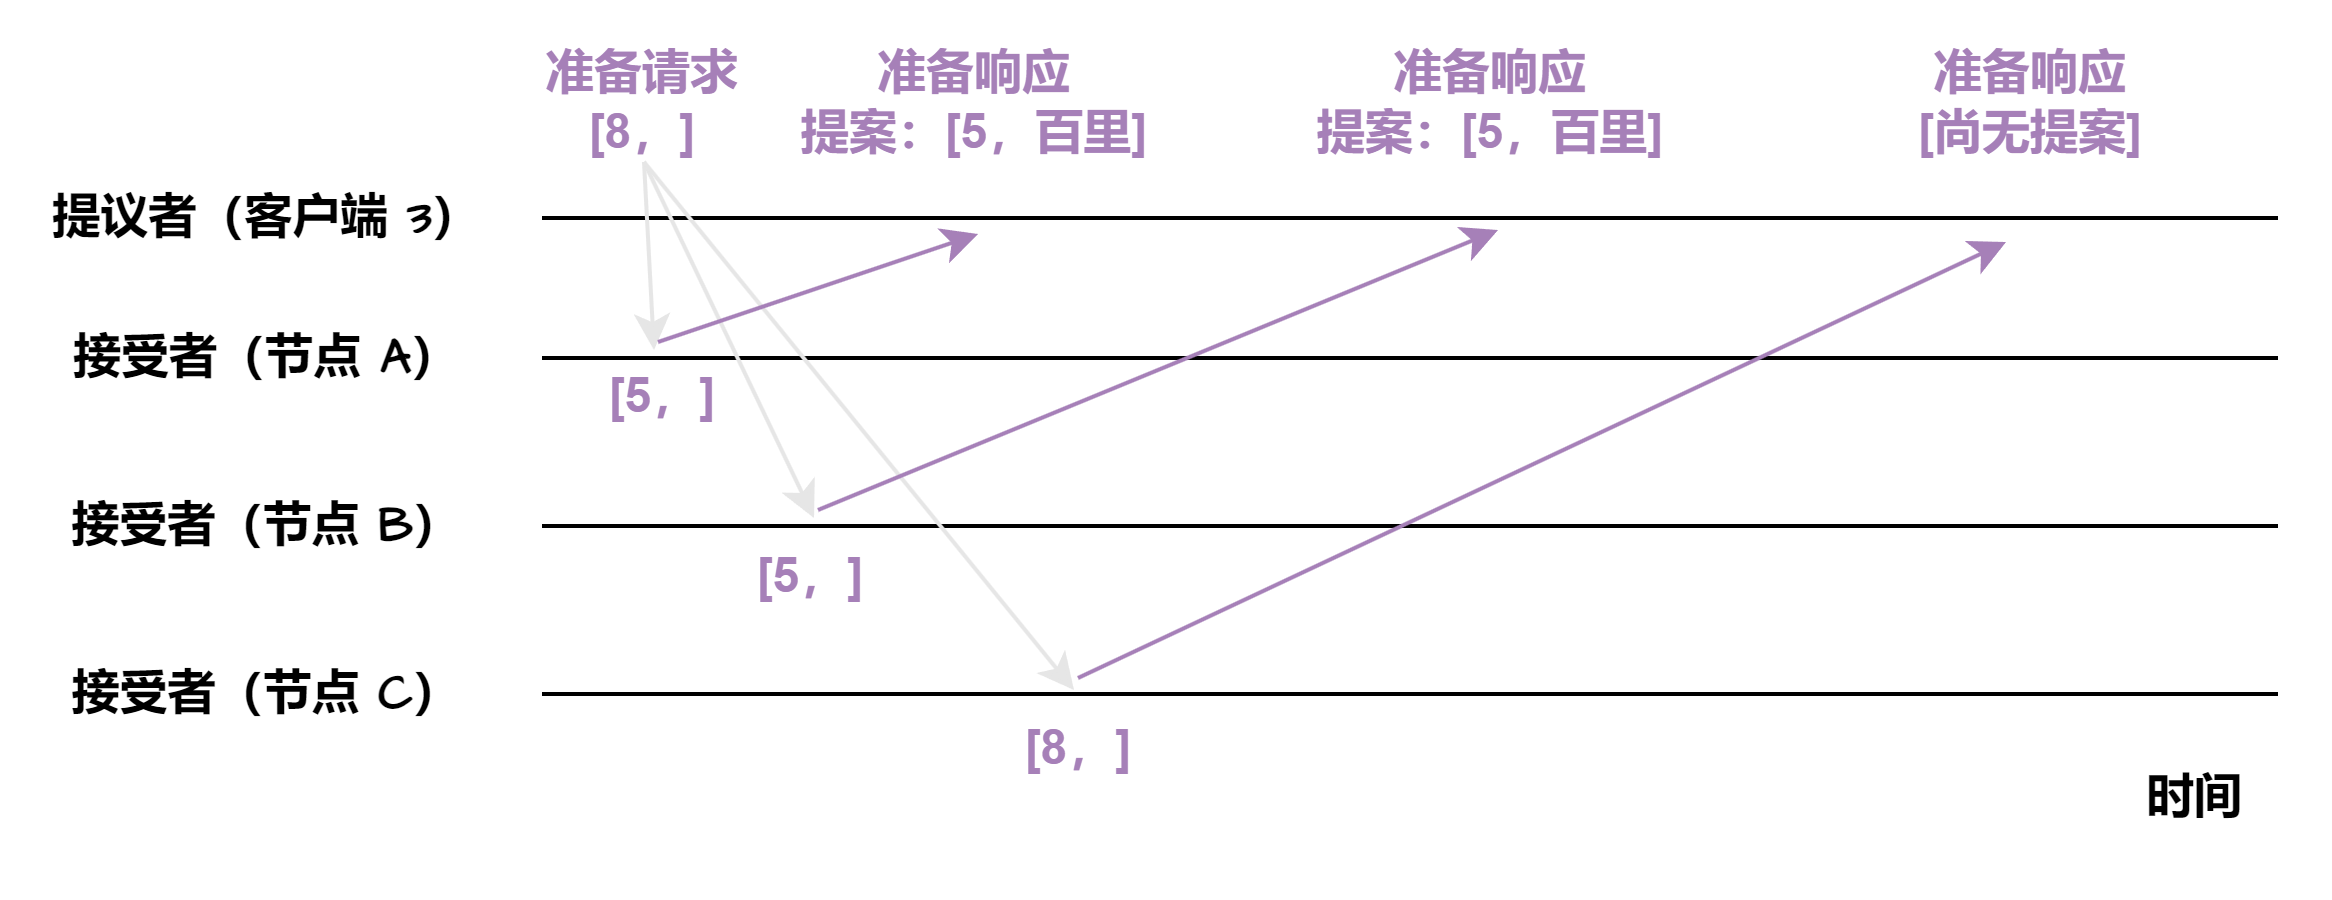 准备请求
[8，]
准备响应
提案：[5，百里]
准备响应
提案：[5，百里]
准备响应
[尚无提案]
提议者（客户端 3）
接受者（节点 A）
[5，]
接受者（节点 B）
[5，]
接受者（节点 C）
[8，]
时间